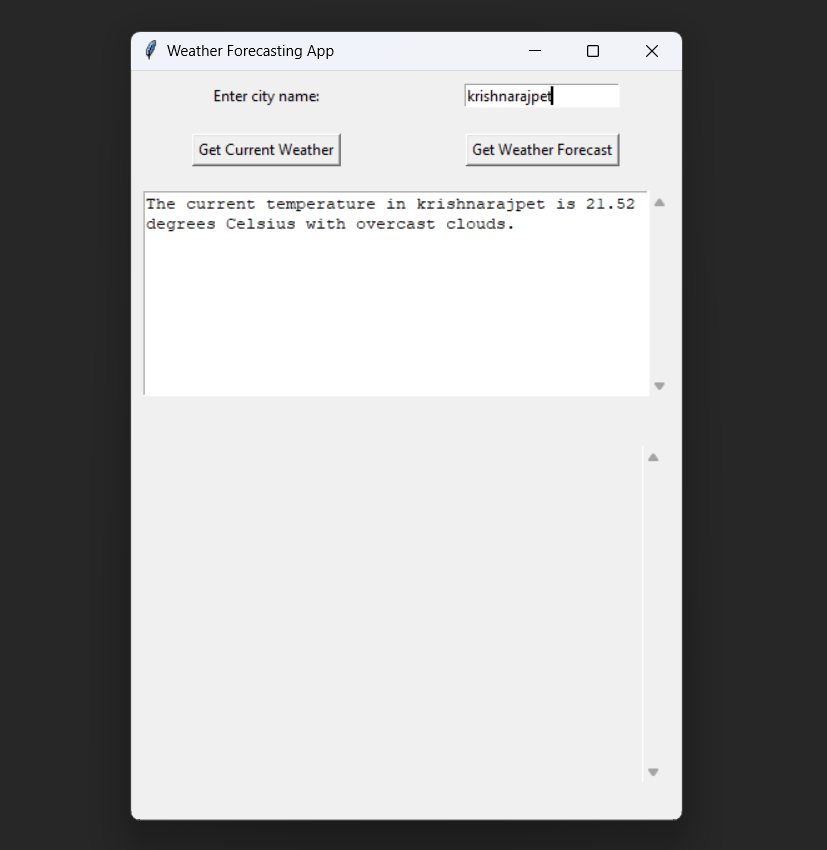 Weather Forecasting App
Enter city name:
krishnarajpet
Get Current Weather
Get Weather Forecast
The current temperature in krishnarajpet is 21.52
degrees Celsius with overcast clouds.